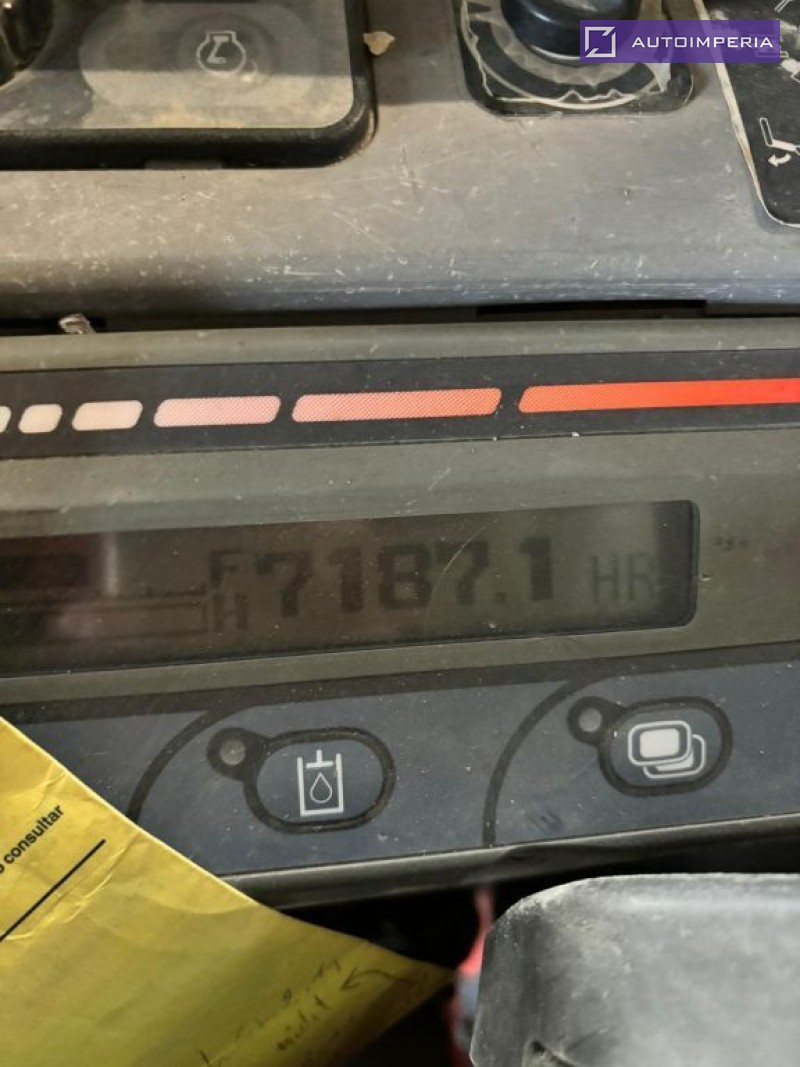 AUTOIMPERIA
F
H
7187.1 HR
consultar